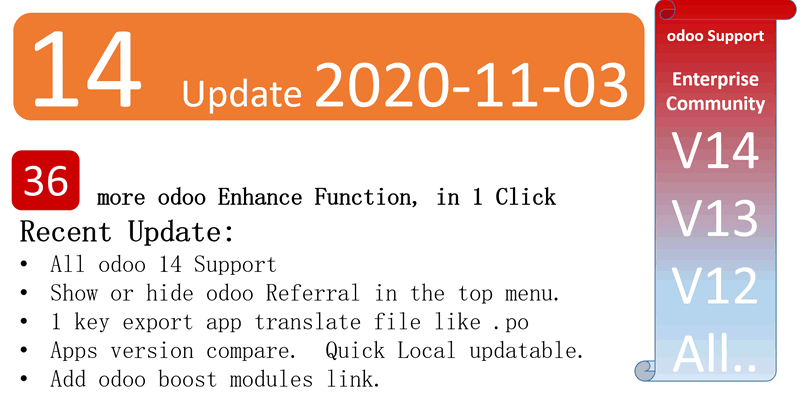 14 Update 2020-11-03
36 more odoo Enhance Function, in 1 Click
Recent Update:
• All odoo 14 Support
• Show or hide odoo Referral in the top menu.
• 1 key export app translate file like .po
• Apps version compare.  Quick Local updatable.
• Add odoo boost modules link.
odoo Support
Enterprise
Community
V14
V13
V12
All..